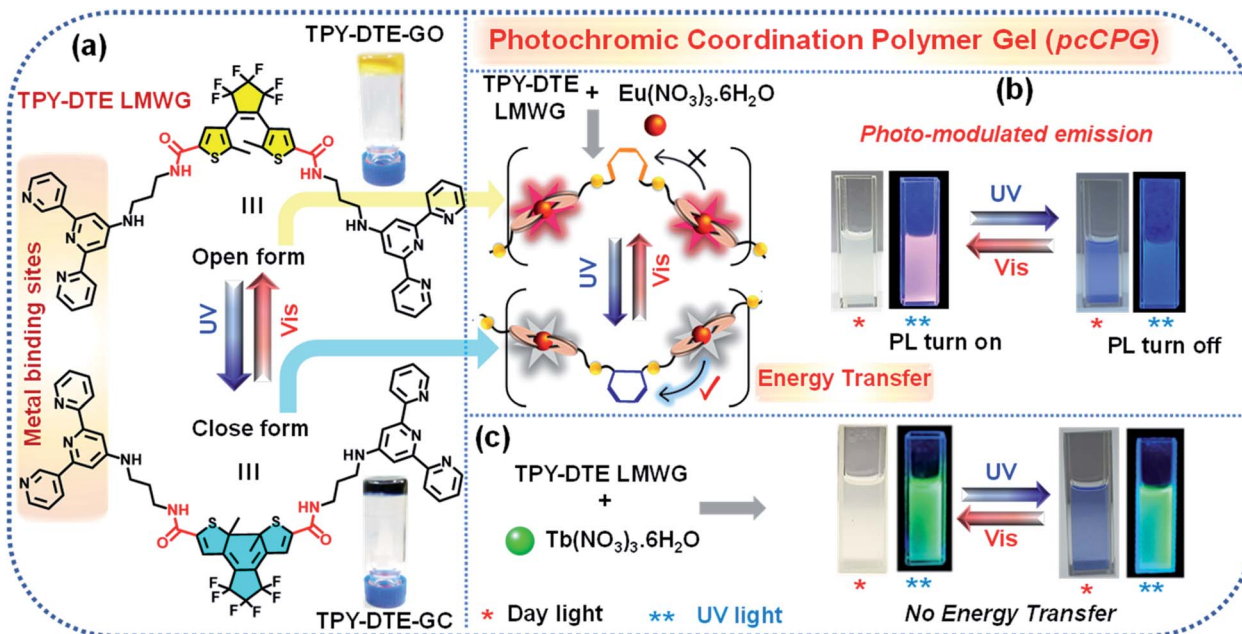 (a)
TPY-DTE-GO
TPY-DTE LMWG
F F F F F F
S S
O O
NH HN
N N N NH
HN N N N
Metal binding sites
III
Open form
UV Vis
Close form
III
N N N NH
HN N N N
NH HN
O O
S S
F F F F F F
TPY-DTE-GC
Photochromic Coordination Polymer Gel (pcCPG)
TPY-DTE + Eu(NO₃)₃.6H₂O
LMWG
UV Vis
Energy Transfer
(b)
Photo-modulated emission
UV
Vis
* ** * **
PL turn on PL turn off
(c)
TPY-DTE LMWG
+
Tb(NO₃)₃.6H₂O
UV
Vis
* ** * **
* Day light ** UV light No Energy Transfer